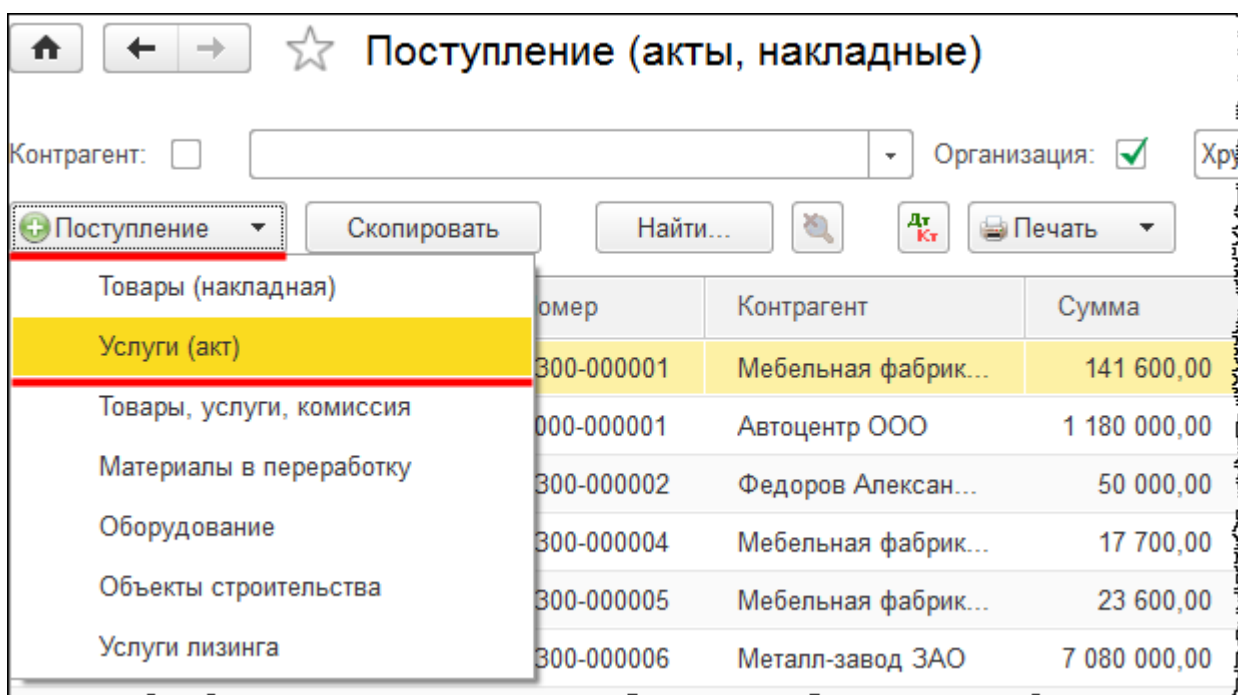 Поступление (акты, накладные)
Контрагент: Организация:
Поступление Скопировать Найти... Дт Кт Печать
Товары (накладная)
омер Контрагент Сумма
Услуги (акт)
300-000001 Мебельная фабрик... 141 600,00
Товары, услуги, комиссия
000-000001 Автоцентр ООО 1 180 000,00
Материалы в переработку
300-000002 Федоров Алексан... 50 000,00
Оборудование
300-000004 Мебельная фабрик... 17 700,00
Объекты строительства
300-000005 Мебельная фабрик... 23 600,00
Услуги лизинга
300-000006 Металл-завод ЗАО 7 080 000,00